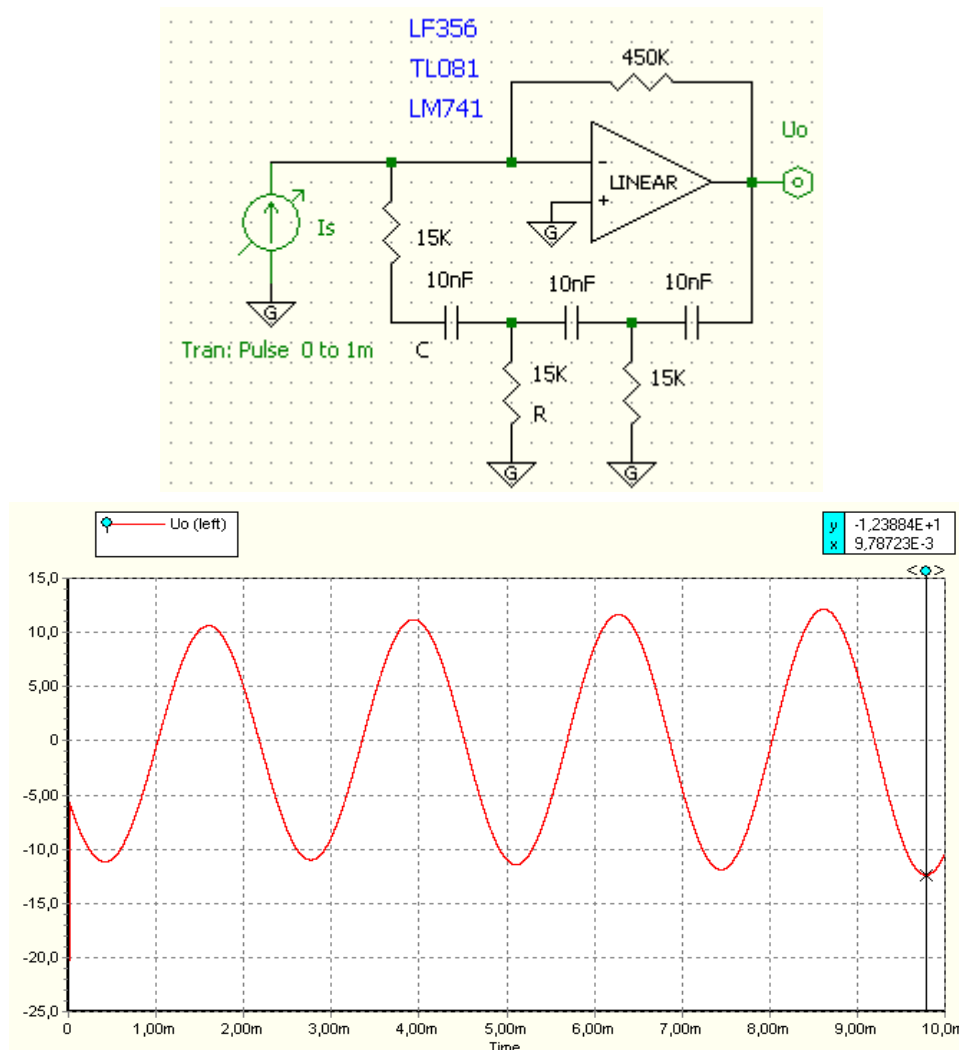 LF356
TL081
LM741
450K
Uo
-
LINEAR
+
G
Is
15K
10nF
10nF
10nF
G
Tran: Pulse 0 to 1m
C
15K
15K
R
G
G
Uo (left)
y -1,23884E+1
x 9,78723E-3
<O>
15,0
10,0
5,00
0
-5,00
-10,0
-15,0
-20,0
-25,0
0 1,00m 2,00m 3,00m 4,00m 5,00m 6,00m 7,00m 8,00m 9,00m 10,0m
Time